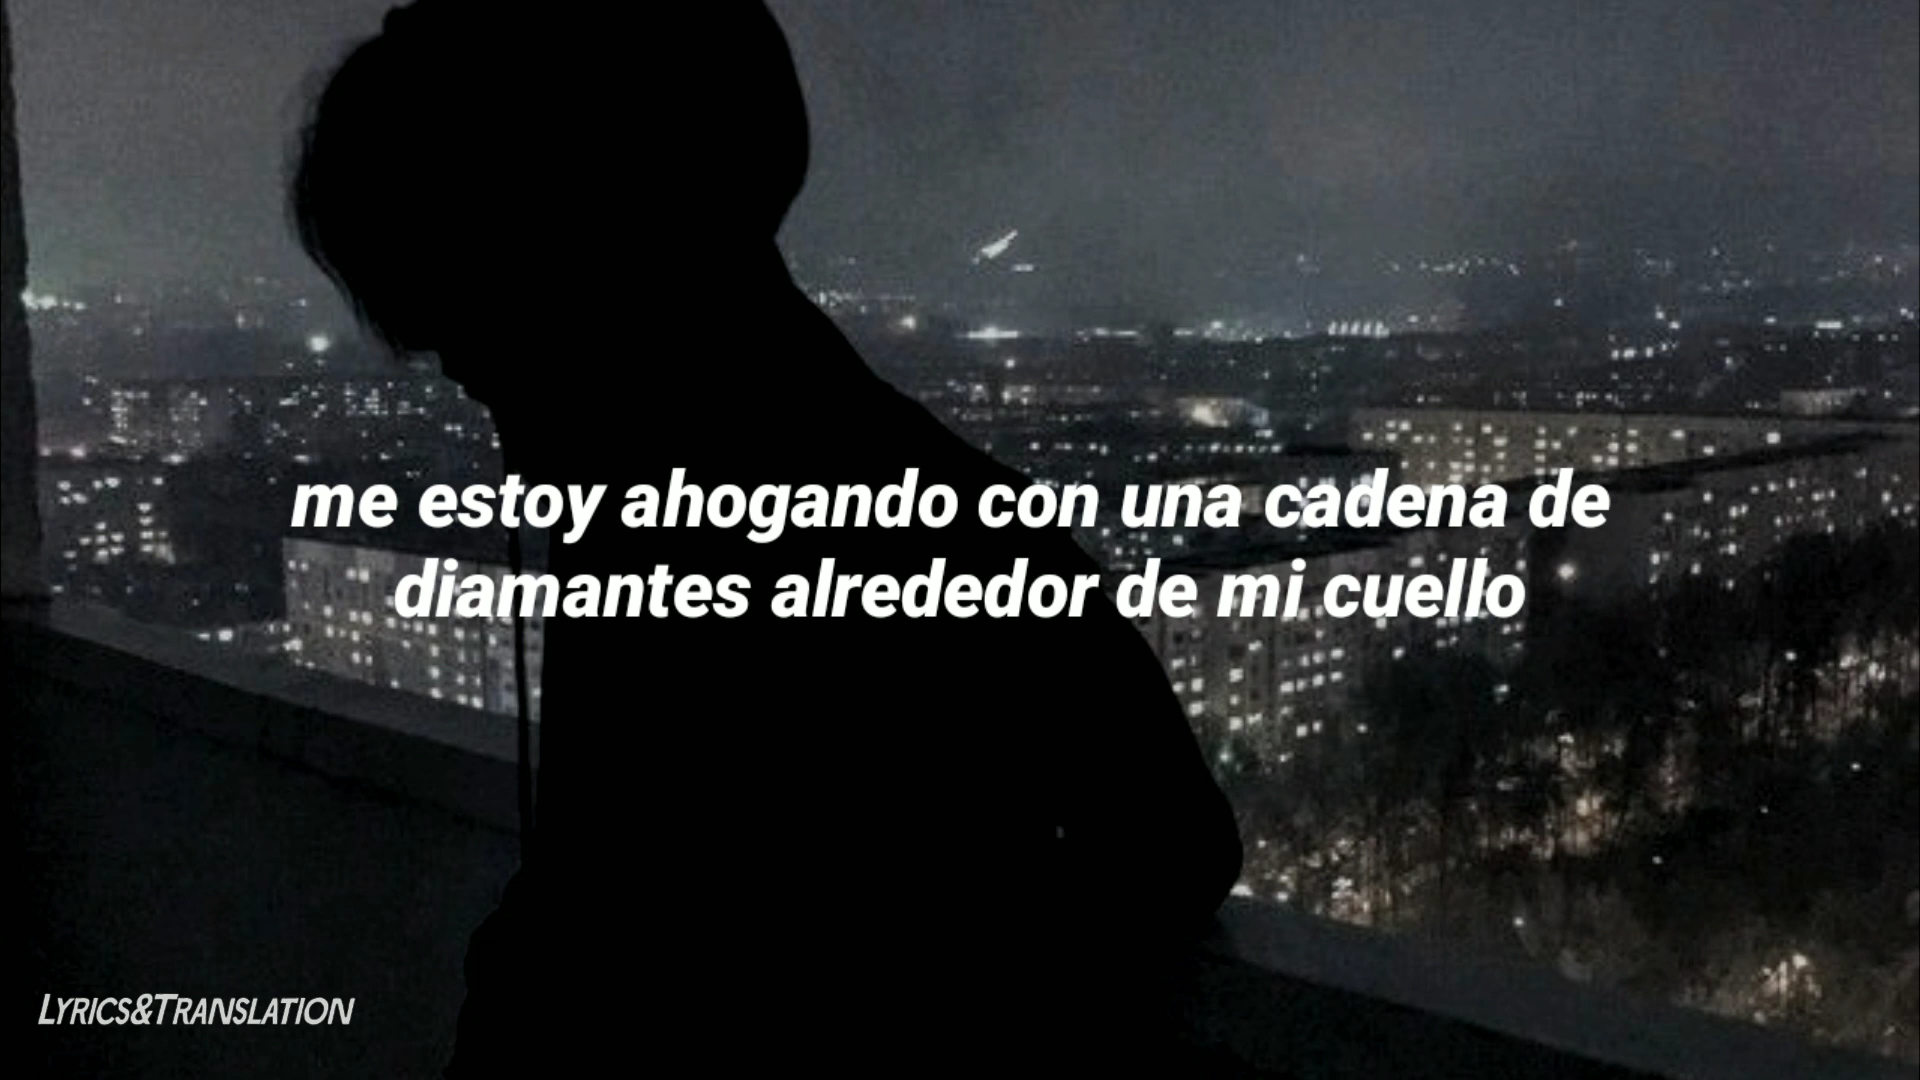 me estoy ahogando con una cadena de
diamantes alrededor de mi cuello
LYRICS&TRANSLATION